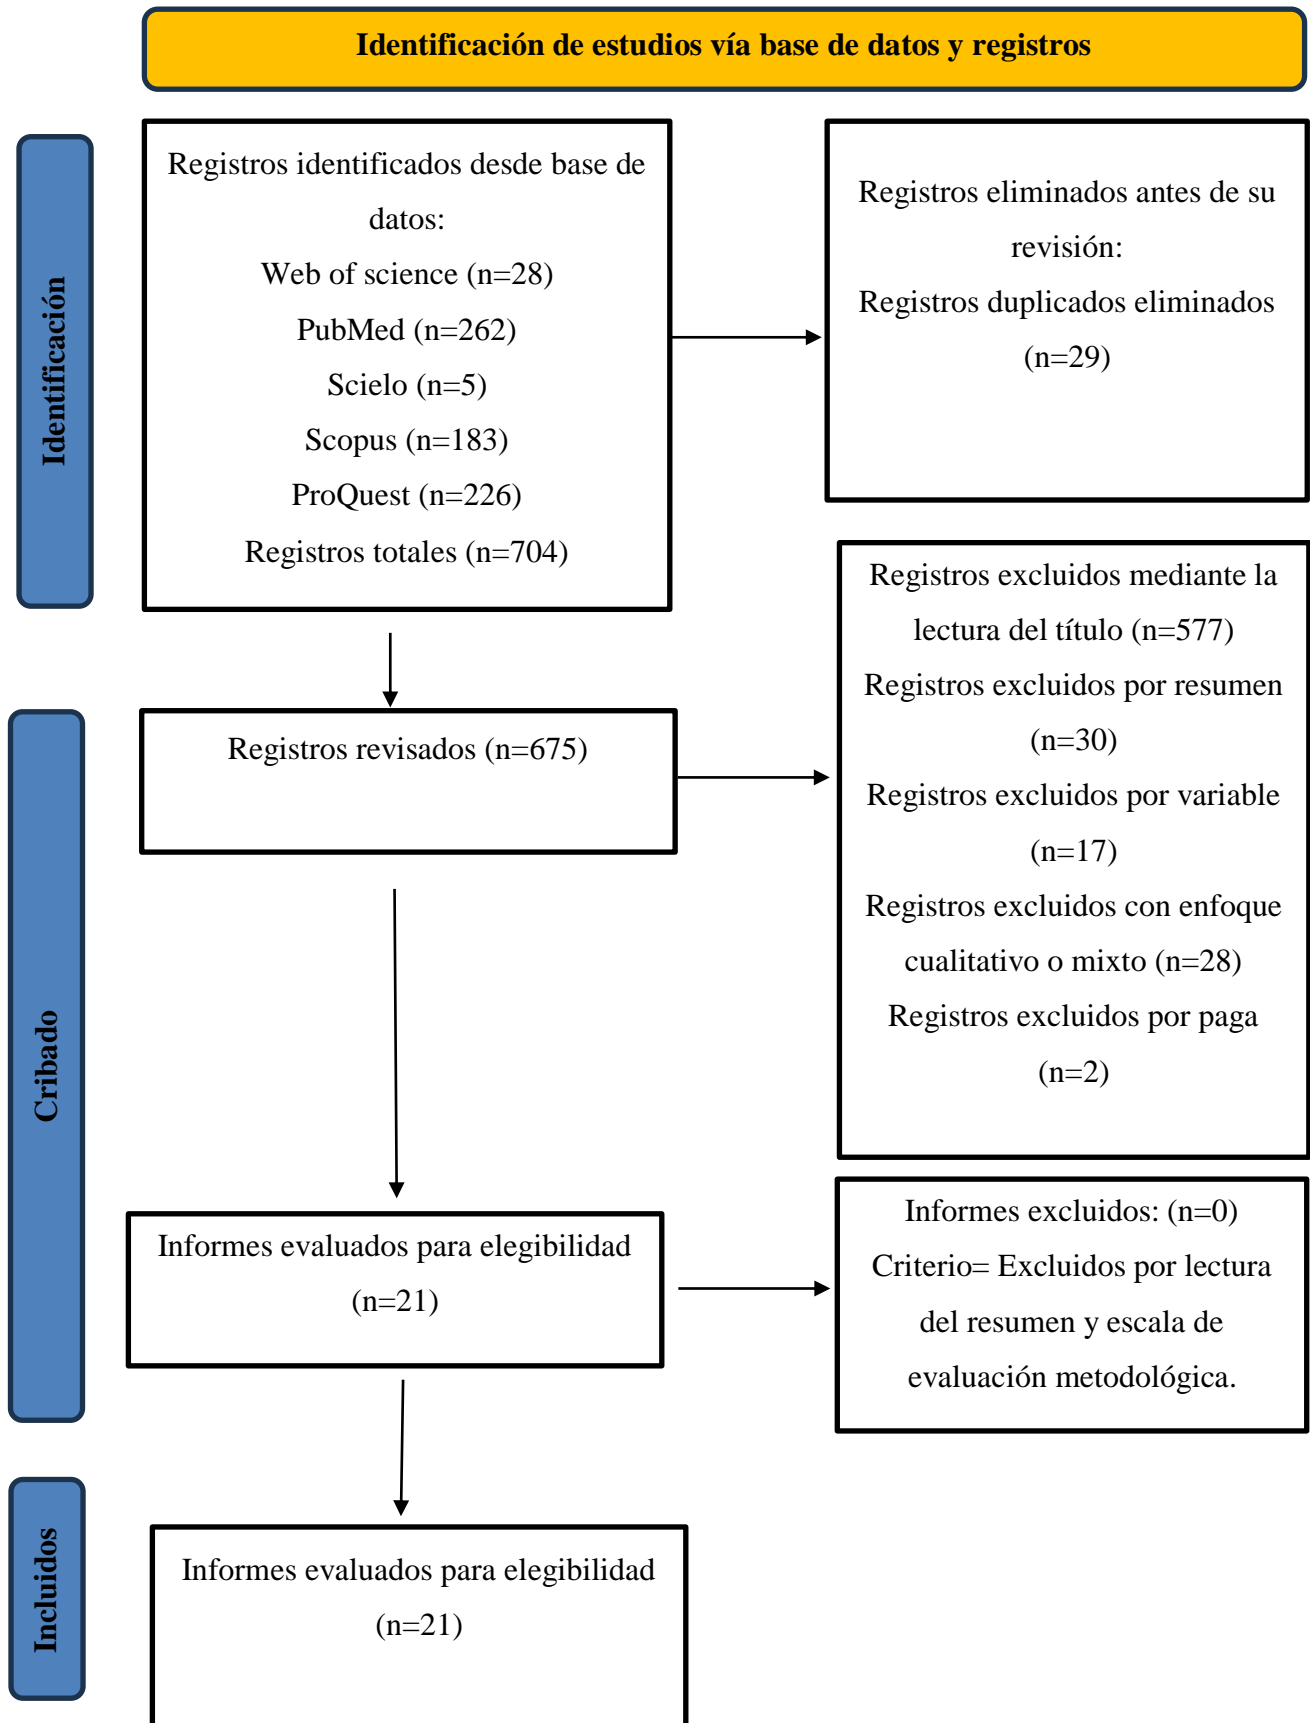 Identificación de estudios vía base de datos y registros
Identificación
Registros identificados desde base de
datos:
Web of science (n=28)
PubMed (n=262)
Scielo (n=5)
Scopus (n=183)
ProQuest (n=226)
Registros totales (n=704)
Registros eliminados antes de su
revisión:
Registros duplicados eliminados
(n=29)
Cribado
Registros revisados (n=675)
Registros excluidos mediante la
lectura del título (n=577)
Registros excluidos por resumen
(n=30)
Registros excluidos por variable
(n=17)
Registros excluidos con enfoque
cualitativo o mixto (n=28)
Registros excluidos por paga
(n=2)
Informes evaluados para elegibilidad
(n=21)
Informes excluidos: (n=0)
Criterio= Excluidos por lectura
del resumen y escala de
evaluación metodológica.
Incluidos
Informes evaluados para elegibilidad
(n=21)